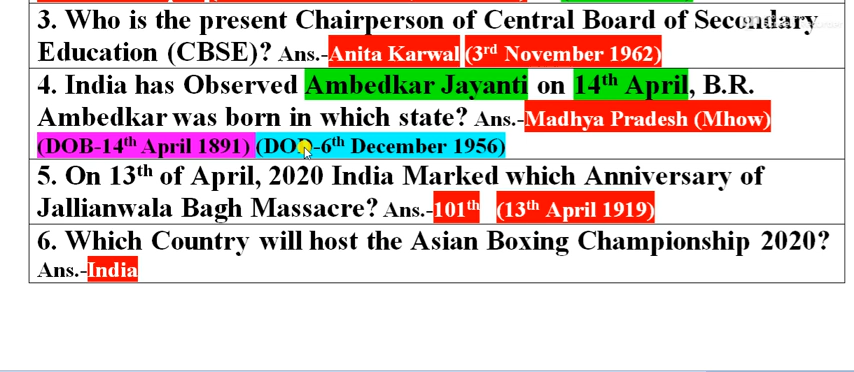 3. Who is the present Chairperson of Central Board of Secondary
Education (CBSE)? Ans.-Anita Karwal (3rd November 1962)
4. India has Observed Ambedkar Jayanti on 14th April, B.R.
Ambedkar was born in which state? Ans.-Madhya Pradesh (Mhow)
(DOB-14th April 1891) (DOD-6th December 1956)
5. On 13th of April, 2020 India Marked which Anniversary of
Jallianwala Bagh Massacre? Ans.-101th (13th April 1919)
6. Which Country will host the Asian Boxing Championship 2020?
Ans.-India